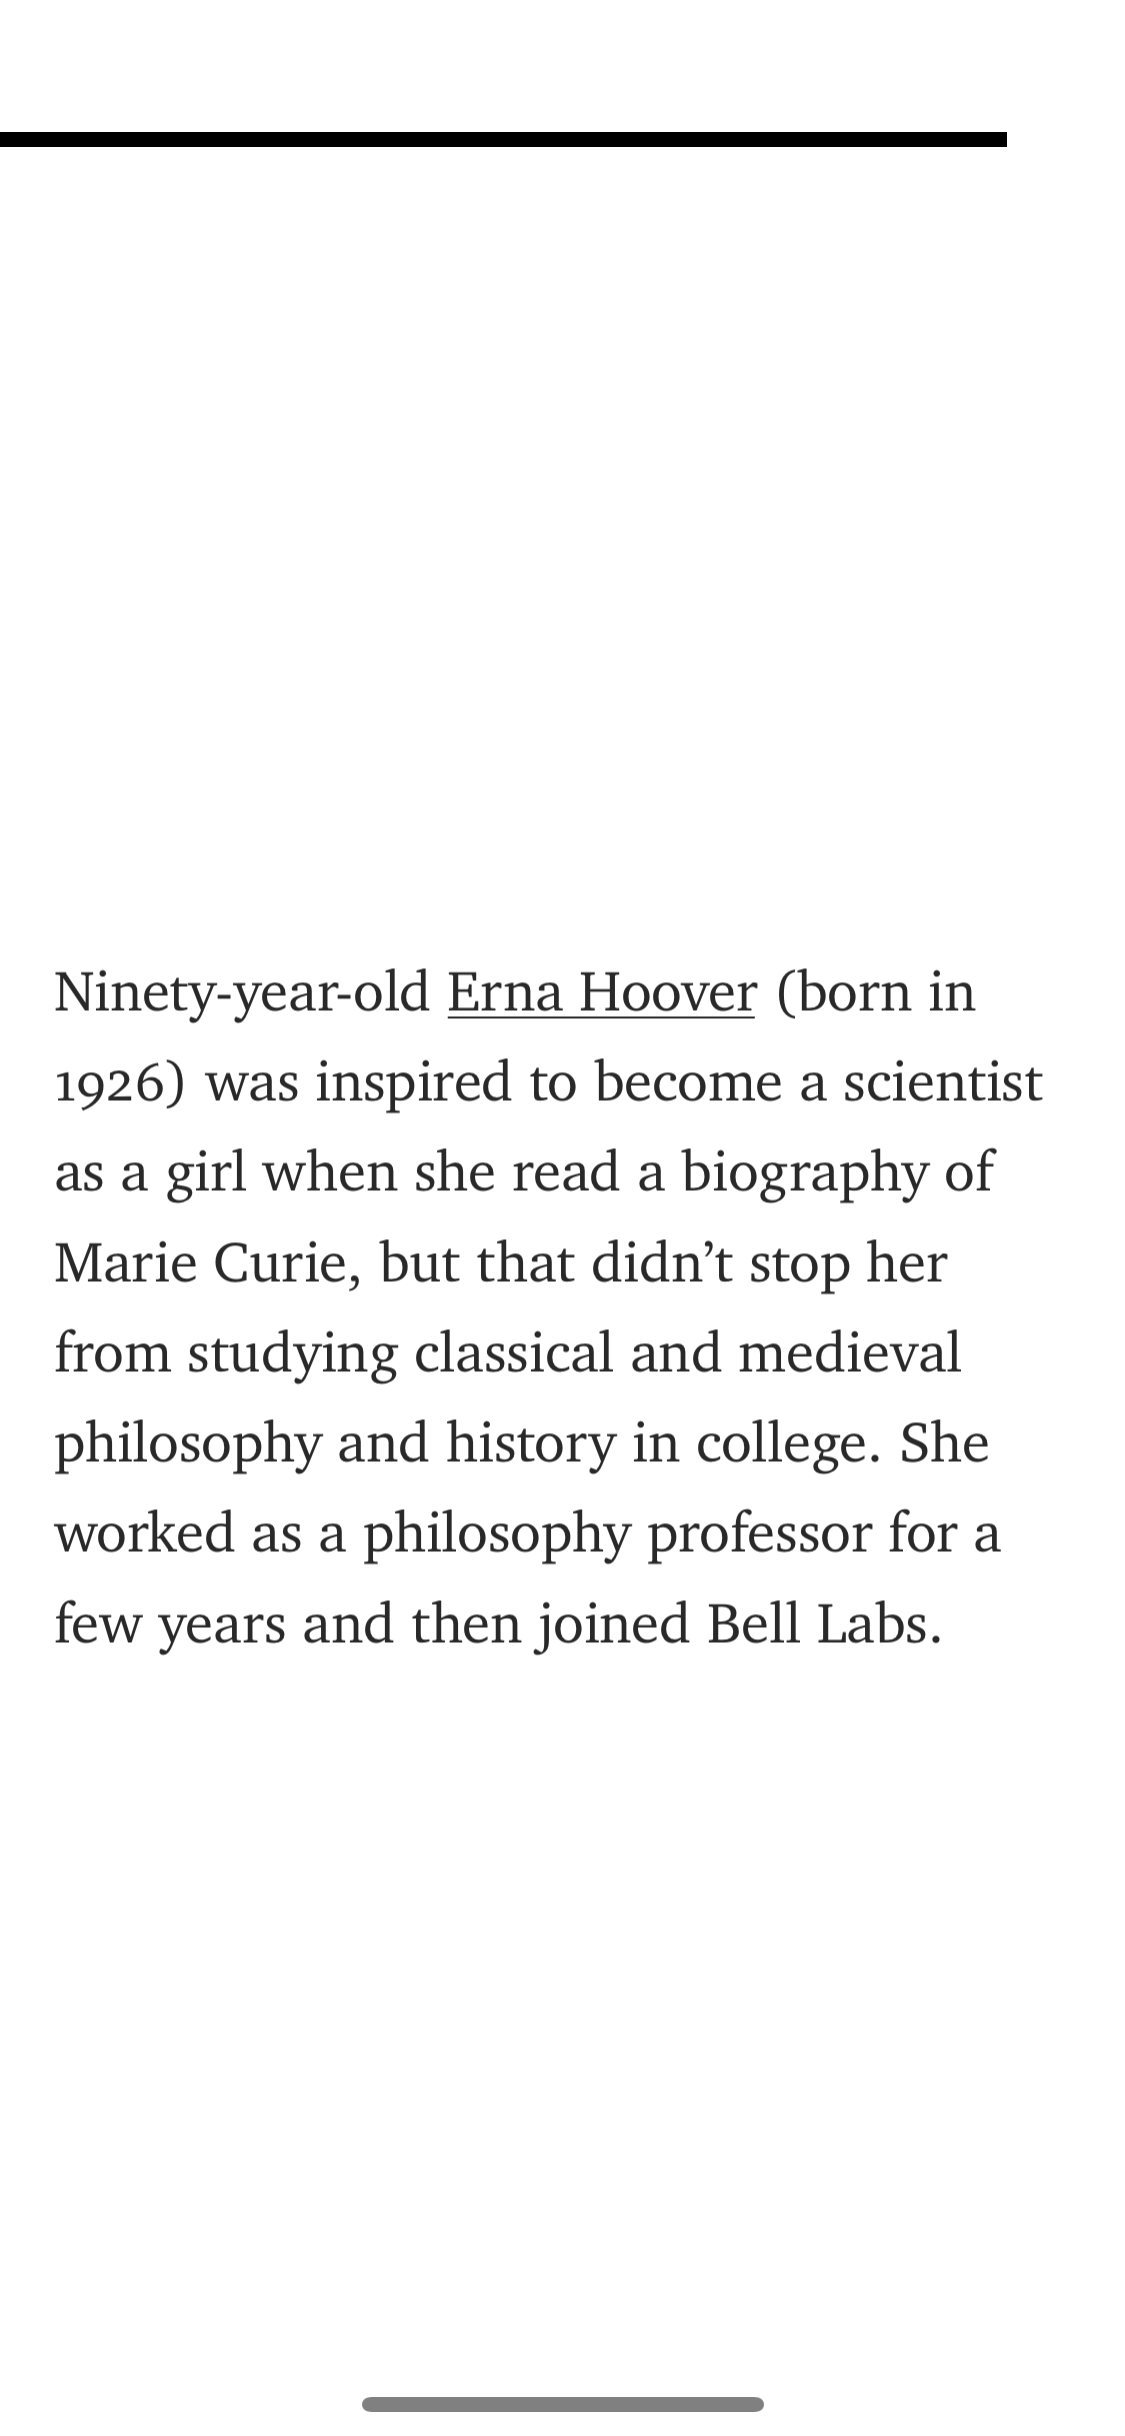 Ninety-year-old Erna Hoover (born in
1926) was inspired to become a scientist
as a girl when she read a biography of
Marie Curie, but that didn’t stop her
from studying classical and medieval
philosophy and history in college. She
worked as a philosophy professor for a
few years and then joined Bell Labs.